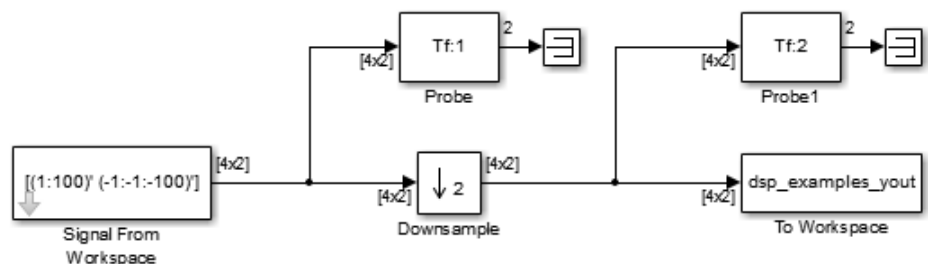 Tf:1
2
[4x2]
Probe
Tf:2
2
[4x2]
Probe1
[(1:100)' (-1:-1:-100)']
[4x2]
Signal From
Workspace
[4x2]
2
[4x2]
Downsample
dsp_examples_yout
[4x2]
To Workspace